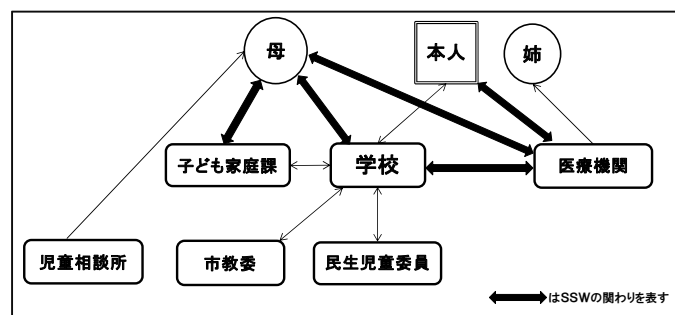 母
本人
姉
子ども家庭課
学校
医療機関
児童相談所
市教委
民生児童委員
はSSWの関わりを表す